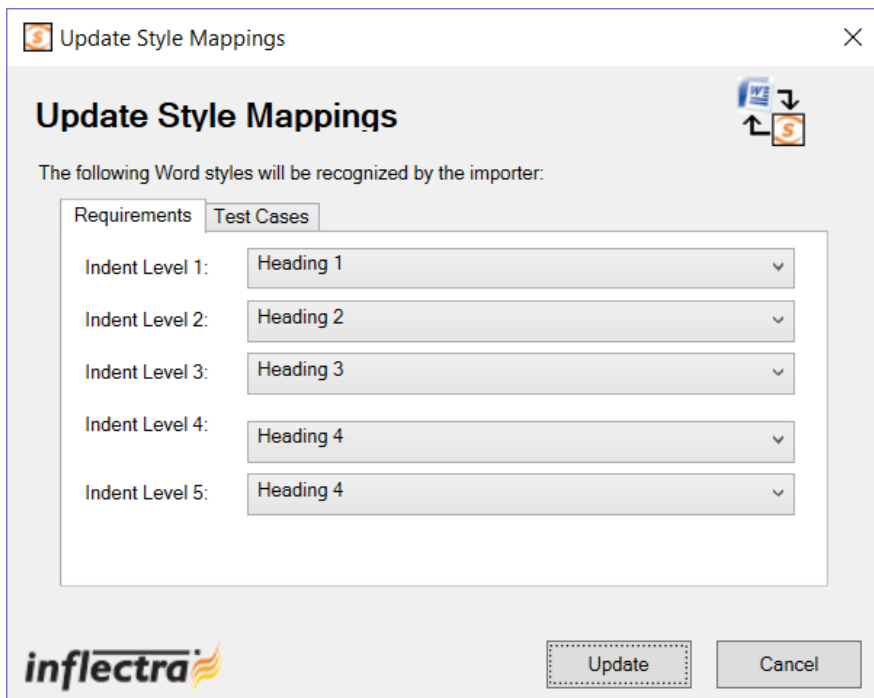 Update Style Mappings
Update Style Mappings
The following Word styles will be recognized by the importer:
Requirements Test Cases
Indent Level 1: Heading 1
Indent Level 2: Heading 2
Indent Level 3: Heading 3
Indent Level 4: Heading 4
Indent Level 5: Heading 4
inflectra Update Cancel